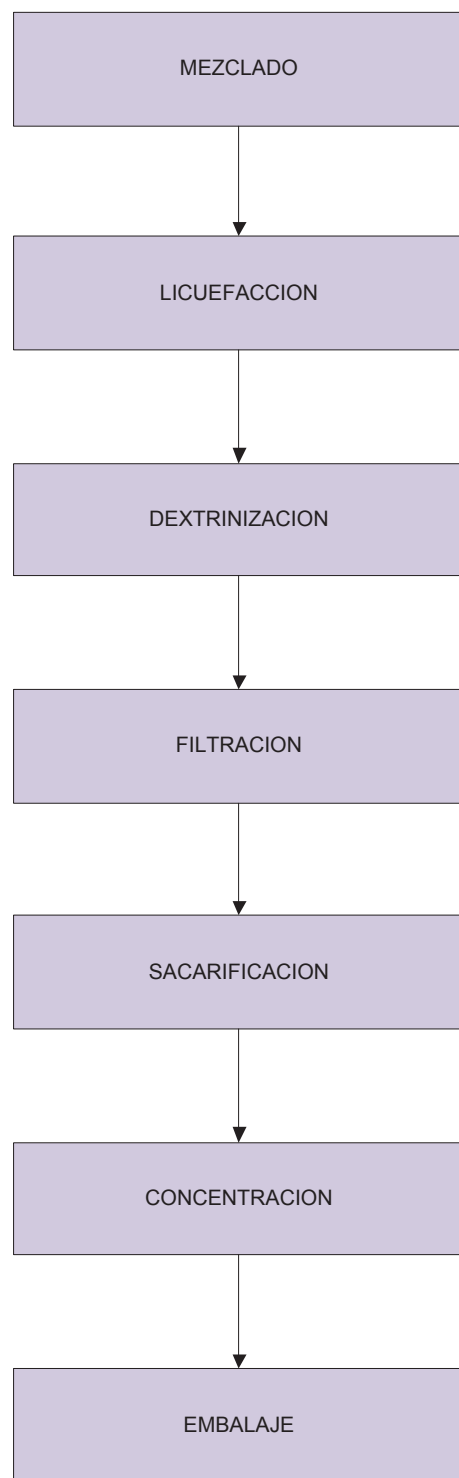 MEZCLADO
LICUEFACCION
DEXTRINIZACION
FILTRACION
SACARIFICACION
CONCENTRACION
EMBALAJE